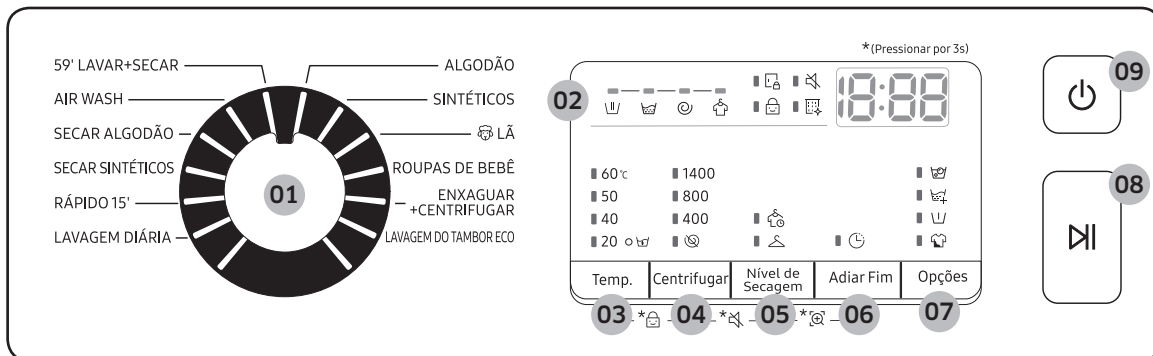 *(Pressionar por 3s)
59' LAVAR+SECAR
AIR WASH
SECAR ALGODÃO
SECAR SINTÉTICOS
RÁPIDO 15'
LAVAGEM DIÁRIA
01
ALGODÃO
SINTÉTICOS
LÃ
ROUPAS DE BEBÊ
ENXAGUAR
+CENTRIFUGAR
LAVAGEM DO TAMBOR ECO
02
18:88
60℃ 1400
50 800
40 400
20
Temp. Centrifugar Nível de
Secagem Adiar Fim Opções
03 * 04 * 05 * 06 07
09
08